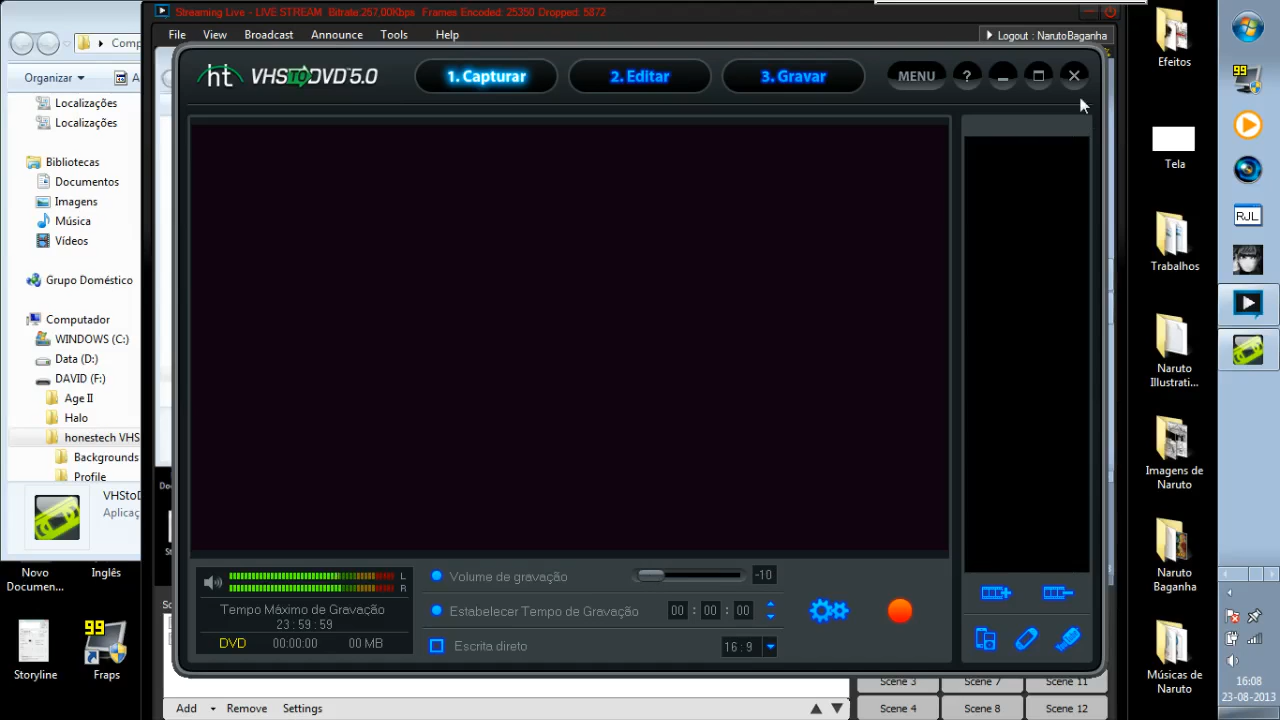 Streaming Live - LIVE STREAM Bitrate:257,00Kbps Frames Encoded: 25350 Dropped: 5872
File View Broadcast Announce Tools Help
Logout : NarutoBaganha
Comp
Organizar
A
Localizações
Localizações
Bibliotecas
Documentos
Imagens
Música
Vídeos
Grupo Doméstico
Computador
WINDOWS (C:)
Data (D:)
DAVID (F:)
Age II
Halo
honestech VHS
Backgrounds
Profile
VHStoD
Aplicaç
Novo
Documen...
Inglês
Storyline
99
Fraps
ht VHSTODVD™5.0
1. Capturar
2. Editar
3. Gravar
MENU
?
L
R
Tempo Máximo de Gravação
23 : 59 : 59
DVD 00:00:00 00 MB
Volume de gravação -10
Estabelecer Tempo de Gravação 00 : 00 : 00
Escrita direto 16 : 9
Add Remove Settings
Scene 3 Scene 7 Scene 11
Scene 4 Scene 8 Scene 12
Efeitos
Tela
Trabalhos
Naruto
Illustrati...
Imagens de
Naruto
Naruto
Baganha
Músicas de
Naruto
99
RJL
16:08
23-08-2013